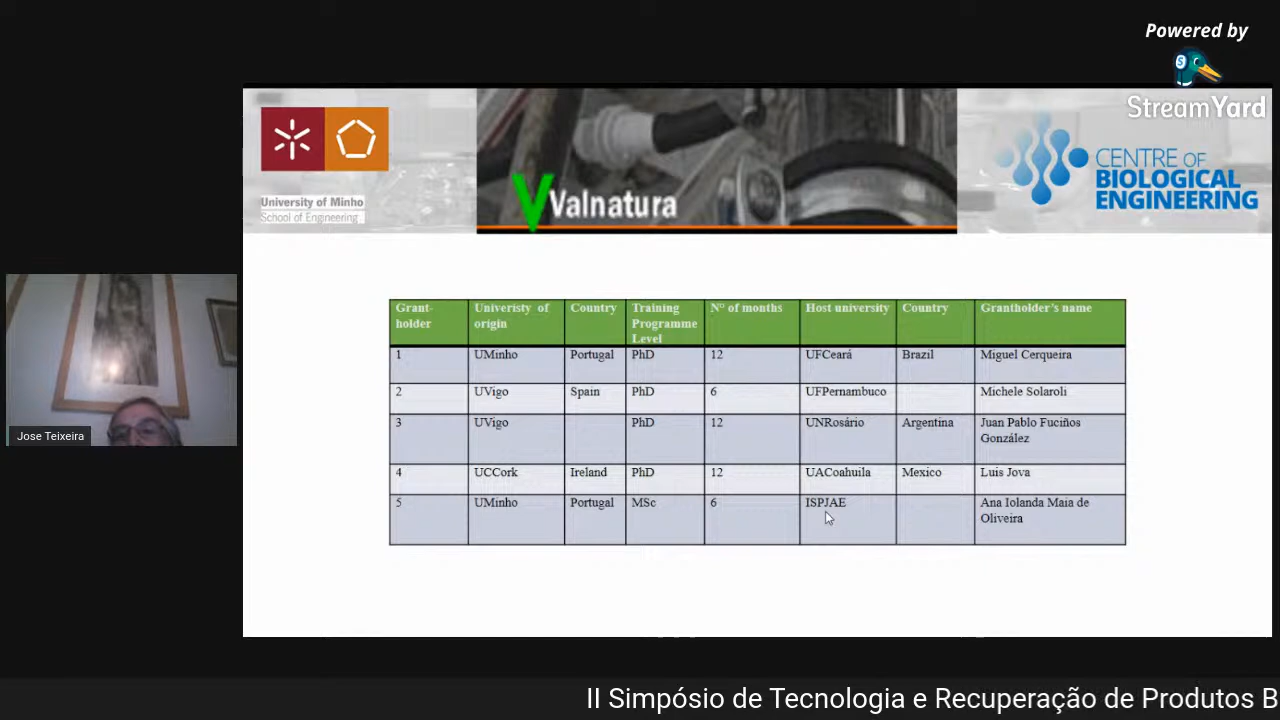 Powered by
StreamYard
University of Minho
School of Engineering
Valnatura
CENTRE OF
BIOLOGICAL
ENGINEERING
Grant-holder Univeristy of origin Country Training Programme Level Nº of months Host university Country Grantholder's name
1 UMinho Portugal PhD 12 UFCeará Brazil Miguel Cerqueira
2 UVigo Spain PhD 6 UFPernambuco Michele Solaroli
3 UVigo PhD 12 UNRosário Argentina Juan Pablo Fuciños González
4 UCCork Ireland PhD 12 UACoahuila Mexico Luis Jova
5 UMinho Portugal MSc 6 ISPJAE Ana Iolanda Maia de Oliveira
Jose Teixeira
II Simpósio de Tecnologia e Recuperação de Produtos B